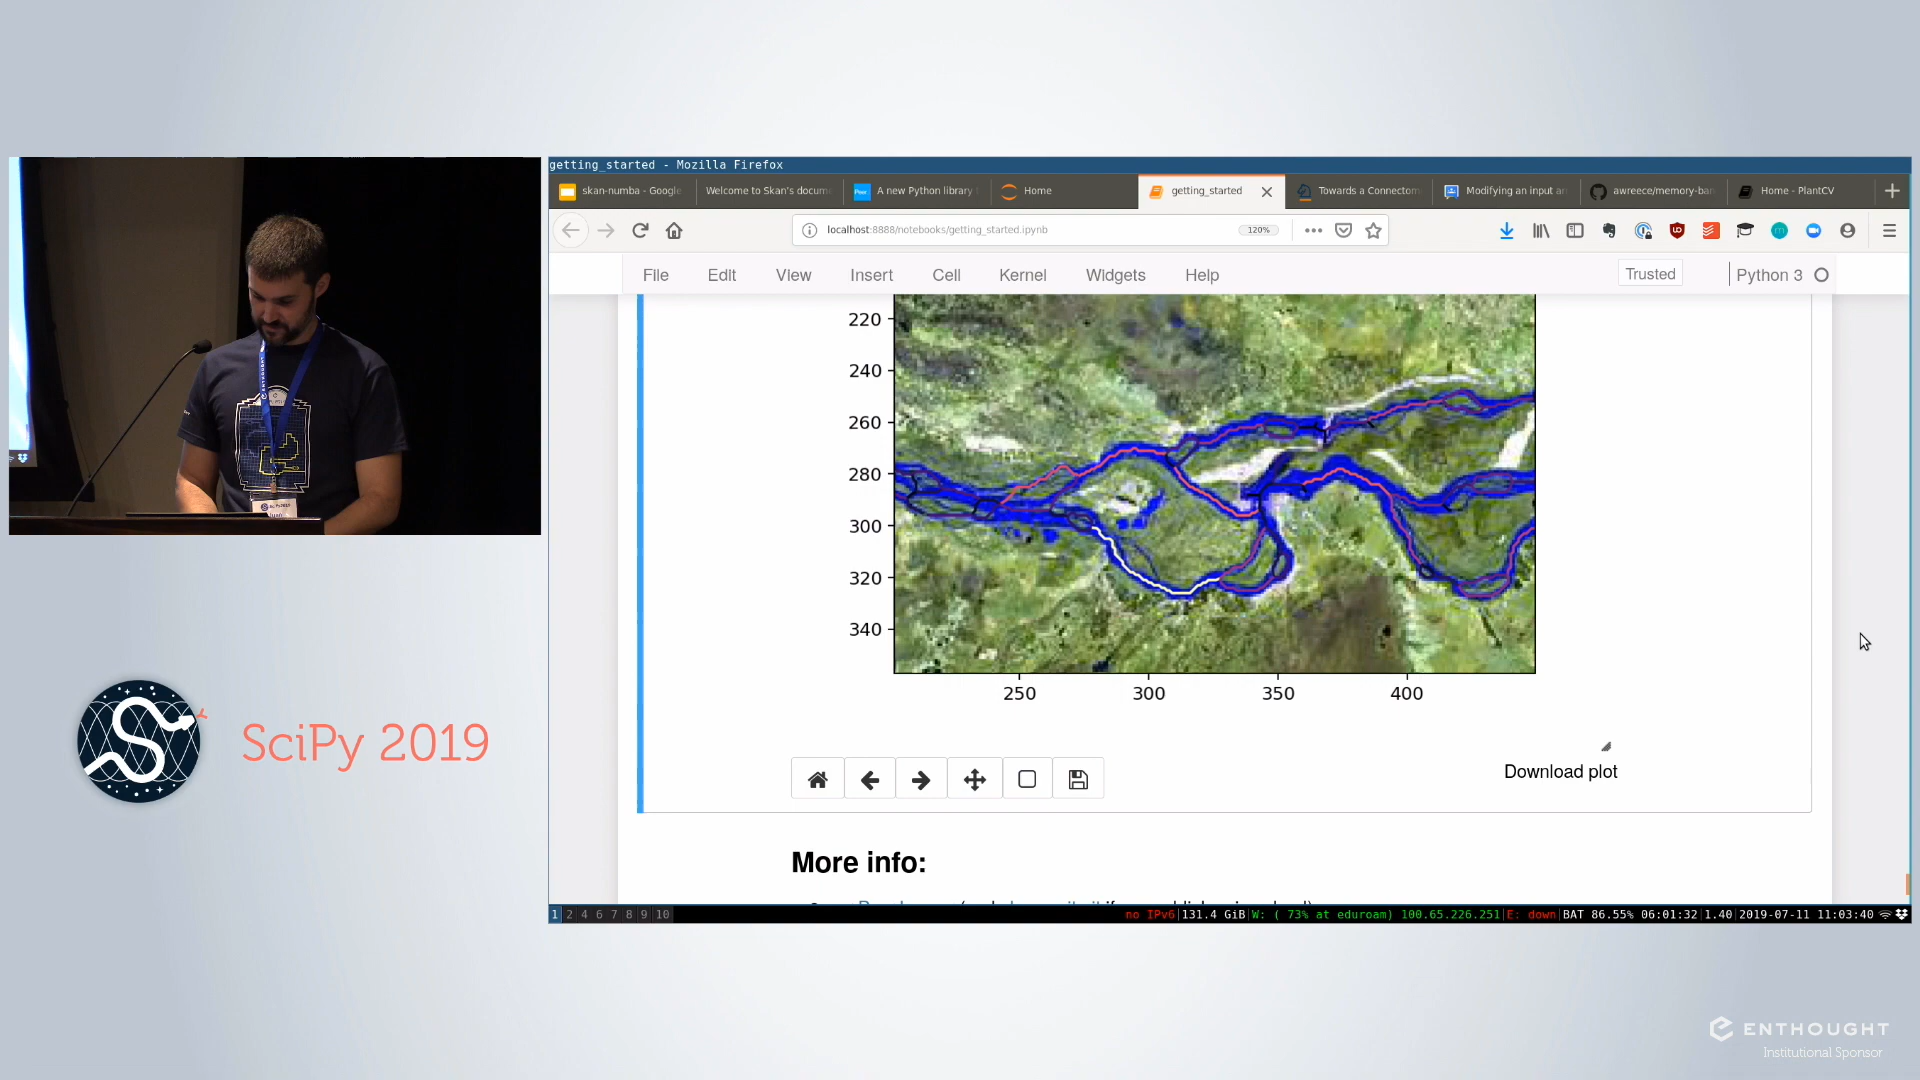 getting_started - Mozilla Firefox
skan-numba - Google
Welcome to Skan's docum
A new Python library
Home
getting_started
Towards a Connectom
Modifying an input ar
awreece/memory-ban
Home - PlantCV
localhost:8888/notebooks/getting_started.ipynb
120%
File Edit View Insert Cell Kernel Widgets Help
Trusted
Python 3
220
240
260
280
300
320
340
250 300 350 400
Download plot
More info:
1 2 4 6 7 8 9 10
no IPv6|131.4 GiB|W: ( 73% at eduroam) 100.65.226.251|E: down|BAT 86.55% 06:01:32|1.40|2019-07-11 11:03:40
ENTHOUGHT
S
SciPy 2019
ENTHOUGHT
Institutional Sponsor